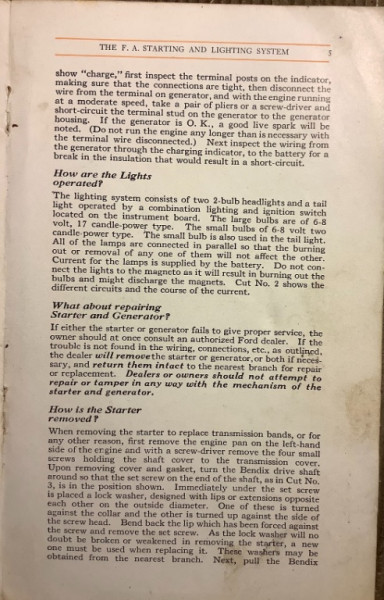 THE F. A. STARTING AND LIGHTING SYSTEM 5
show "charge," first inspect the terminal posts on the indicator,
making sure that the connections are tight, then disconnect the
wire from the terminal on generator, and with the engine running
at a moderate speed, take a pair of pliers or a screw-driver and
short-circuit the terminal stud on the generator to the generator
housing. If the generator is O. K., a good live spark will be
noted. (Do not run the engine any longer than is necessary with
the terminal wire disconnected.) Next inspect the wiring from
the generator through the charging indicator, to the battery for a
break in the insulation that would result in a short-circuit.
How are the Lights
operated?
The lighting system consists of two 2-bulb headlights and a tail
light operated by a combination lighting and ignition switch
located on the instrument board. The large bulbs are of 6-8
volt, 17 candle-power type. The small bulbs of 6-8 volt two
candle-power type. The small bulb is also used in the tail light.
All of the lamps are connected in parallel so that the burning
out or removal of any one of them will not affect the other.
Current for the lamps is supplied by the battery. Do not con-
nect the lights to the magneto as it will result in burning out the
bulbs and might discharge the magnets. Cut No. 2 shows the
different circuits and the course of the current.
What about repairing
Starter and Generator?
If either the starter or generator fails to give proper service, the
owner should at once consult an authorized Ford dealer. If the
trouble is not found in the wiring, connections, etc., as outlined,
the dealer will remove the starter or generator, or both if neces-
sary, and return them intact to the nearest branch for repair
or replacement. Dealers or owners should not attempt to
repair or tamper in any way with the mechanism of the
starter and generator.
How is the Starter
removed?
When removing the starter to replace transmission bands, or for
any other reason, first remove the engine pan on the left-hand
side of the engine and with a screw-driver remove the four small
screws holding the shaft cover to the transmission cover.
Upon removing cover and gasket, turn the Bendix drive shaft
around so that the set screw on the end of the shaft, as in Cut No.
3, is in the position shown. Immediately under the set screw
is placed a lock washer, designed with lips or extensions opposite
each other on the outside diameter. One of these is turned
against the collar and the other is turned up against the side of
the screw head. Bend back the lip which has been forced against
the screw and remove the set screw. As the lock washer will no
doubt be broken or weakened in removing the starter, a new
one must be used when replacing it. These washers may be
obtained from the nearest branch. Next, pull the Bendix